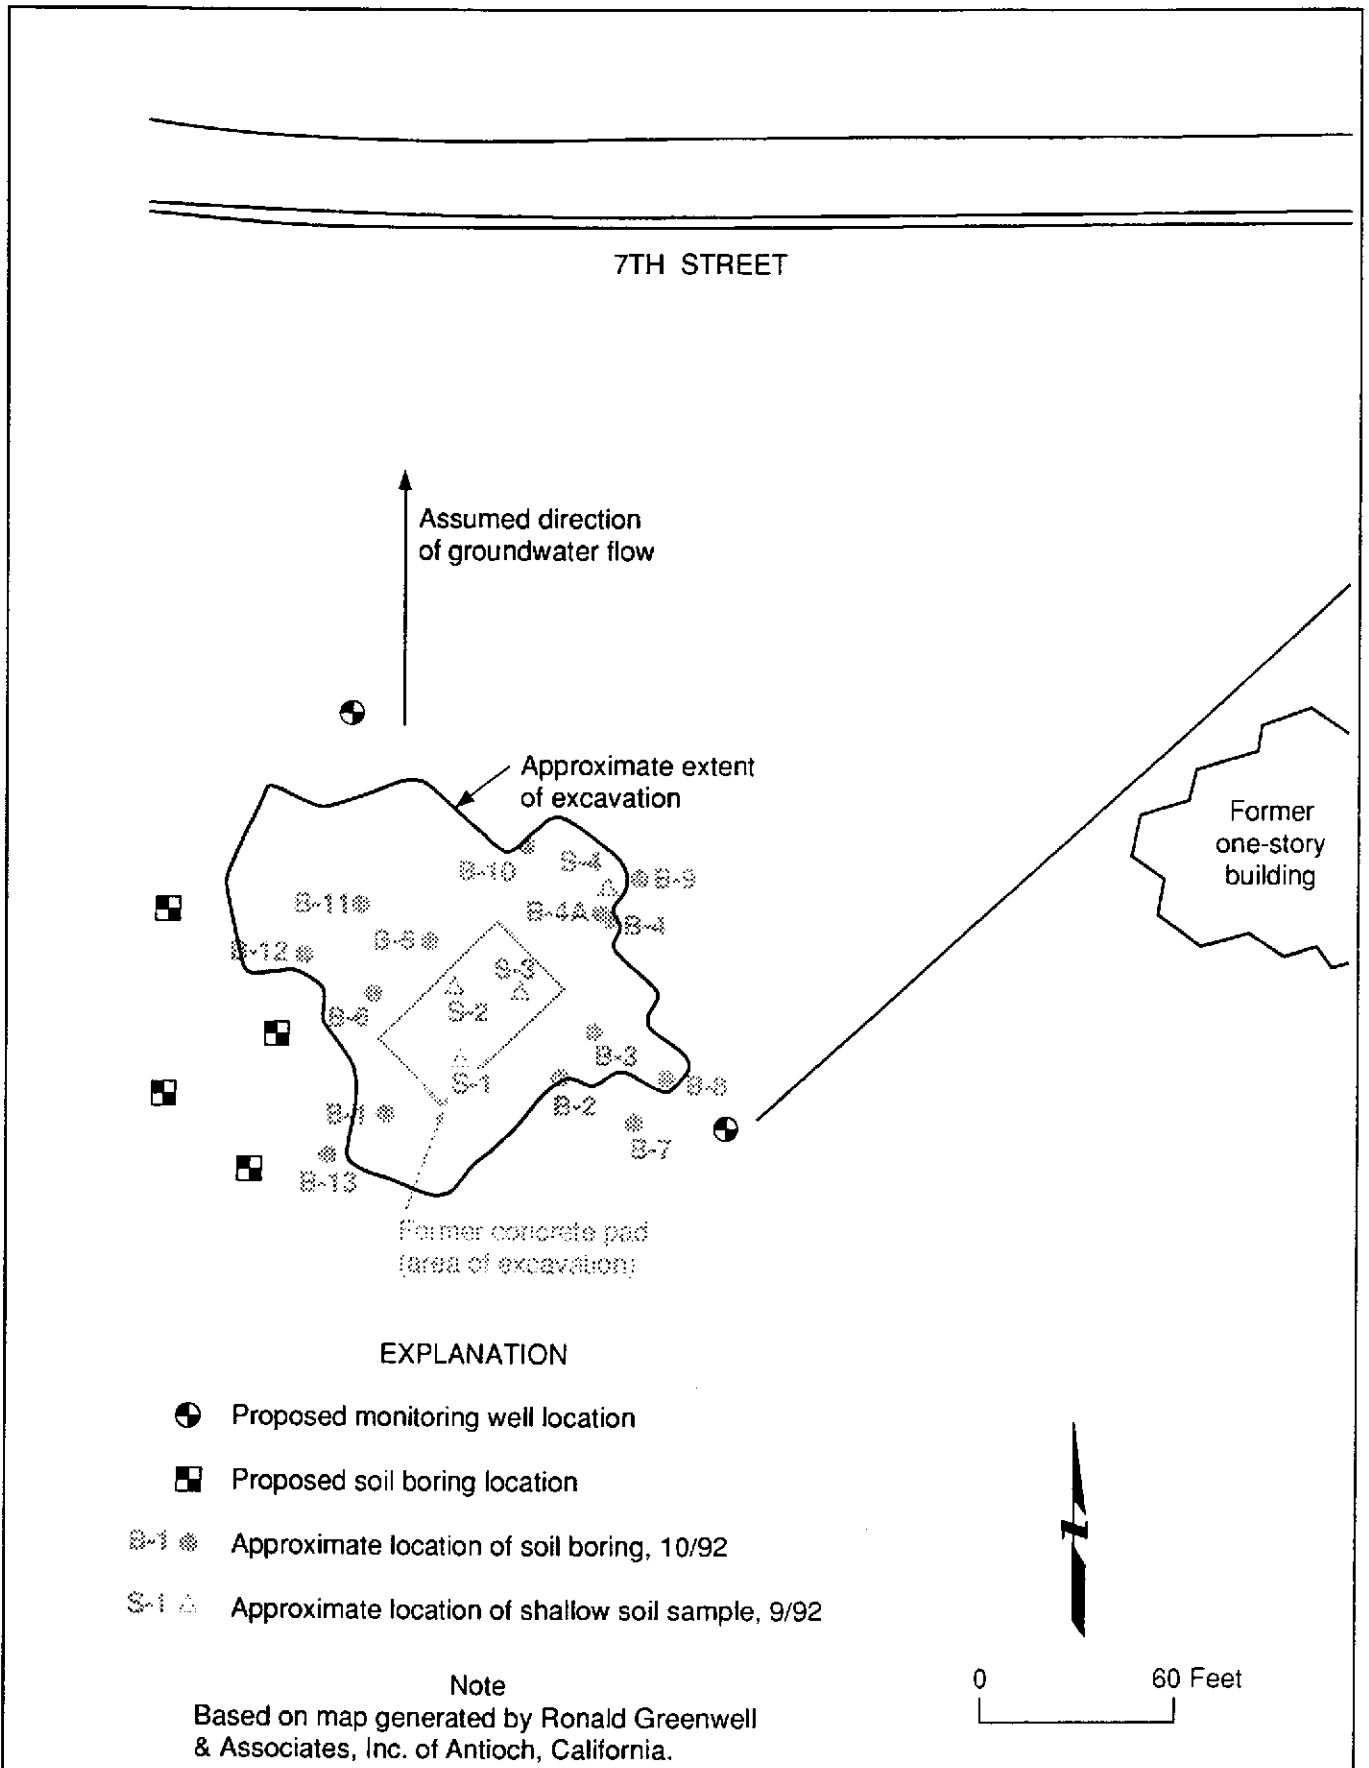 7TH STREET
Assumed direction
of groundwater flow
Approximate extent
of excavation
Former
one-story
building
B-10
S-4
B-9
B-11
B-4A
B-4
B-12
S-3
S-2
B-3
S-1
B-8
B-2
B-1
B-7
B-13
Former concrete pad
(area of excavation)
EXPLANATION
Proposed monitoring well location
Proposed soil boring location
B-1 Approximate location of soil boring, 10/92
S-1 Approximate location of shallow soil sample, 9/92
N
0 60 Feet
Note
Based on map generated by Ronald Greenwell
& Associates, Inc. of Antioch, California.